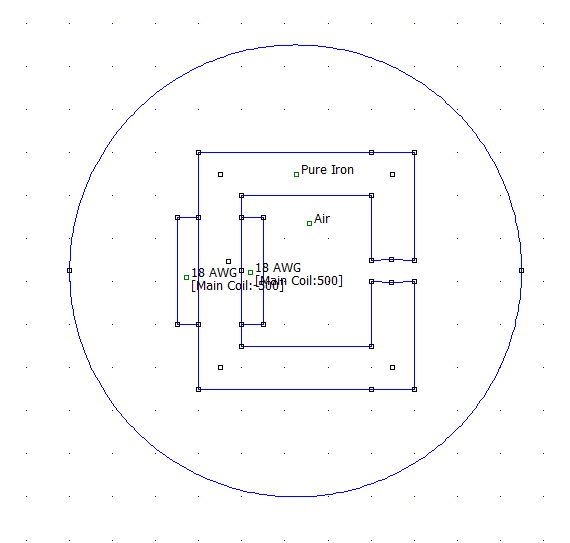 Pure Iron
Air
18 AWG
[Main Coil:-500]
18 AWG
[Main Coil:500]